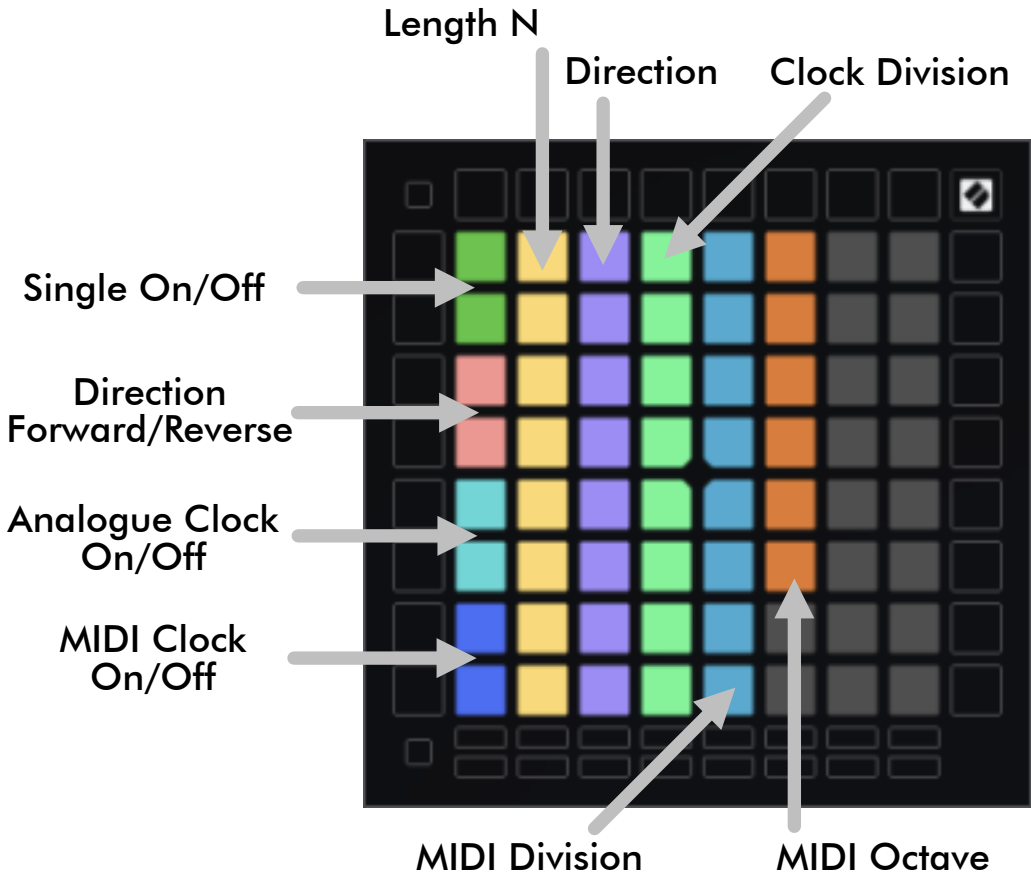 Length N
Direction
Clock Division
Single On/Off
Direction
Forward/Reverse
Analogue Clock
On/Off
MIDI Clock
On/Off
MIDI Division
MIDI Octave